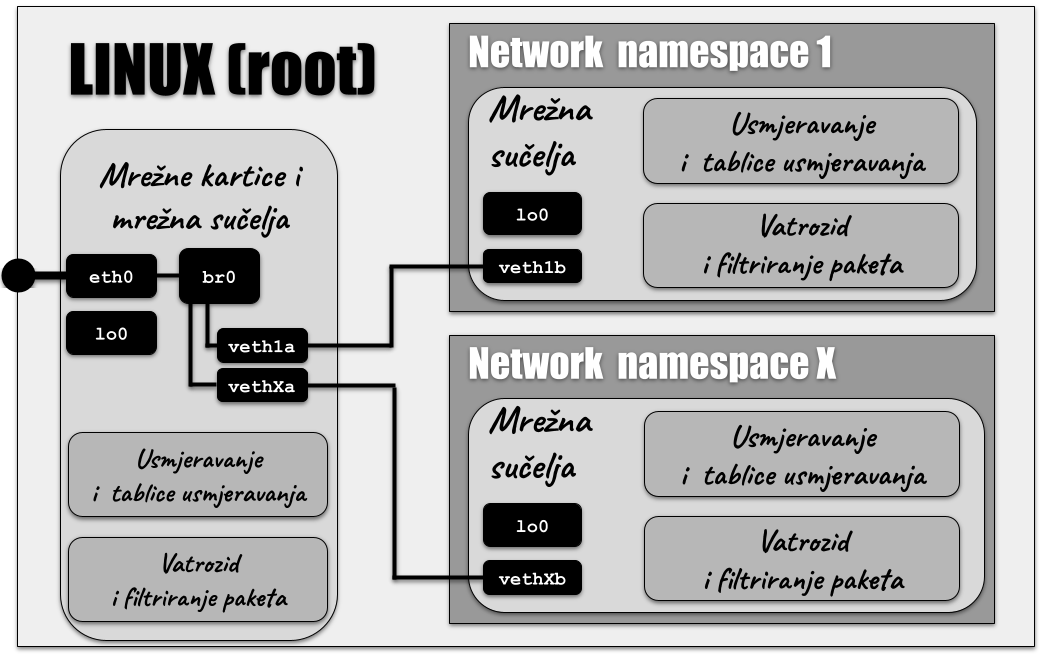 LINUX (root)
Mrežne kartice i
mrežna sučelja
eth0
br0
lo0
veth1a
vethXa
Usmjeravanje
i tablice usmjeravanja
Vatrozid
i filtriranje paketa
Network namespace 1
Mrežna
sučelja
lo0
veth1b
Usmjeravanje
i tablice usmjeravanja
Vatrozid
i filtriranje paketa
Network namespace X
Mrežna
sučelja
lo0
vethXb
Usmjeravanje
i tablice usmjeravanja
Vatrozid
i filtriranje paketa